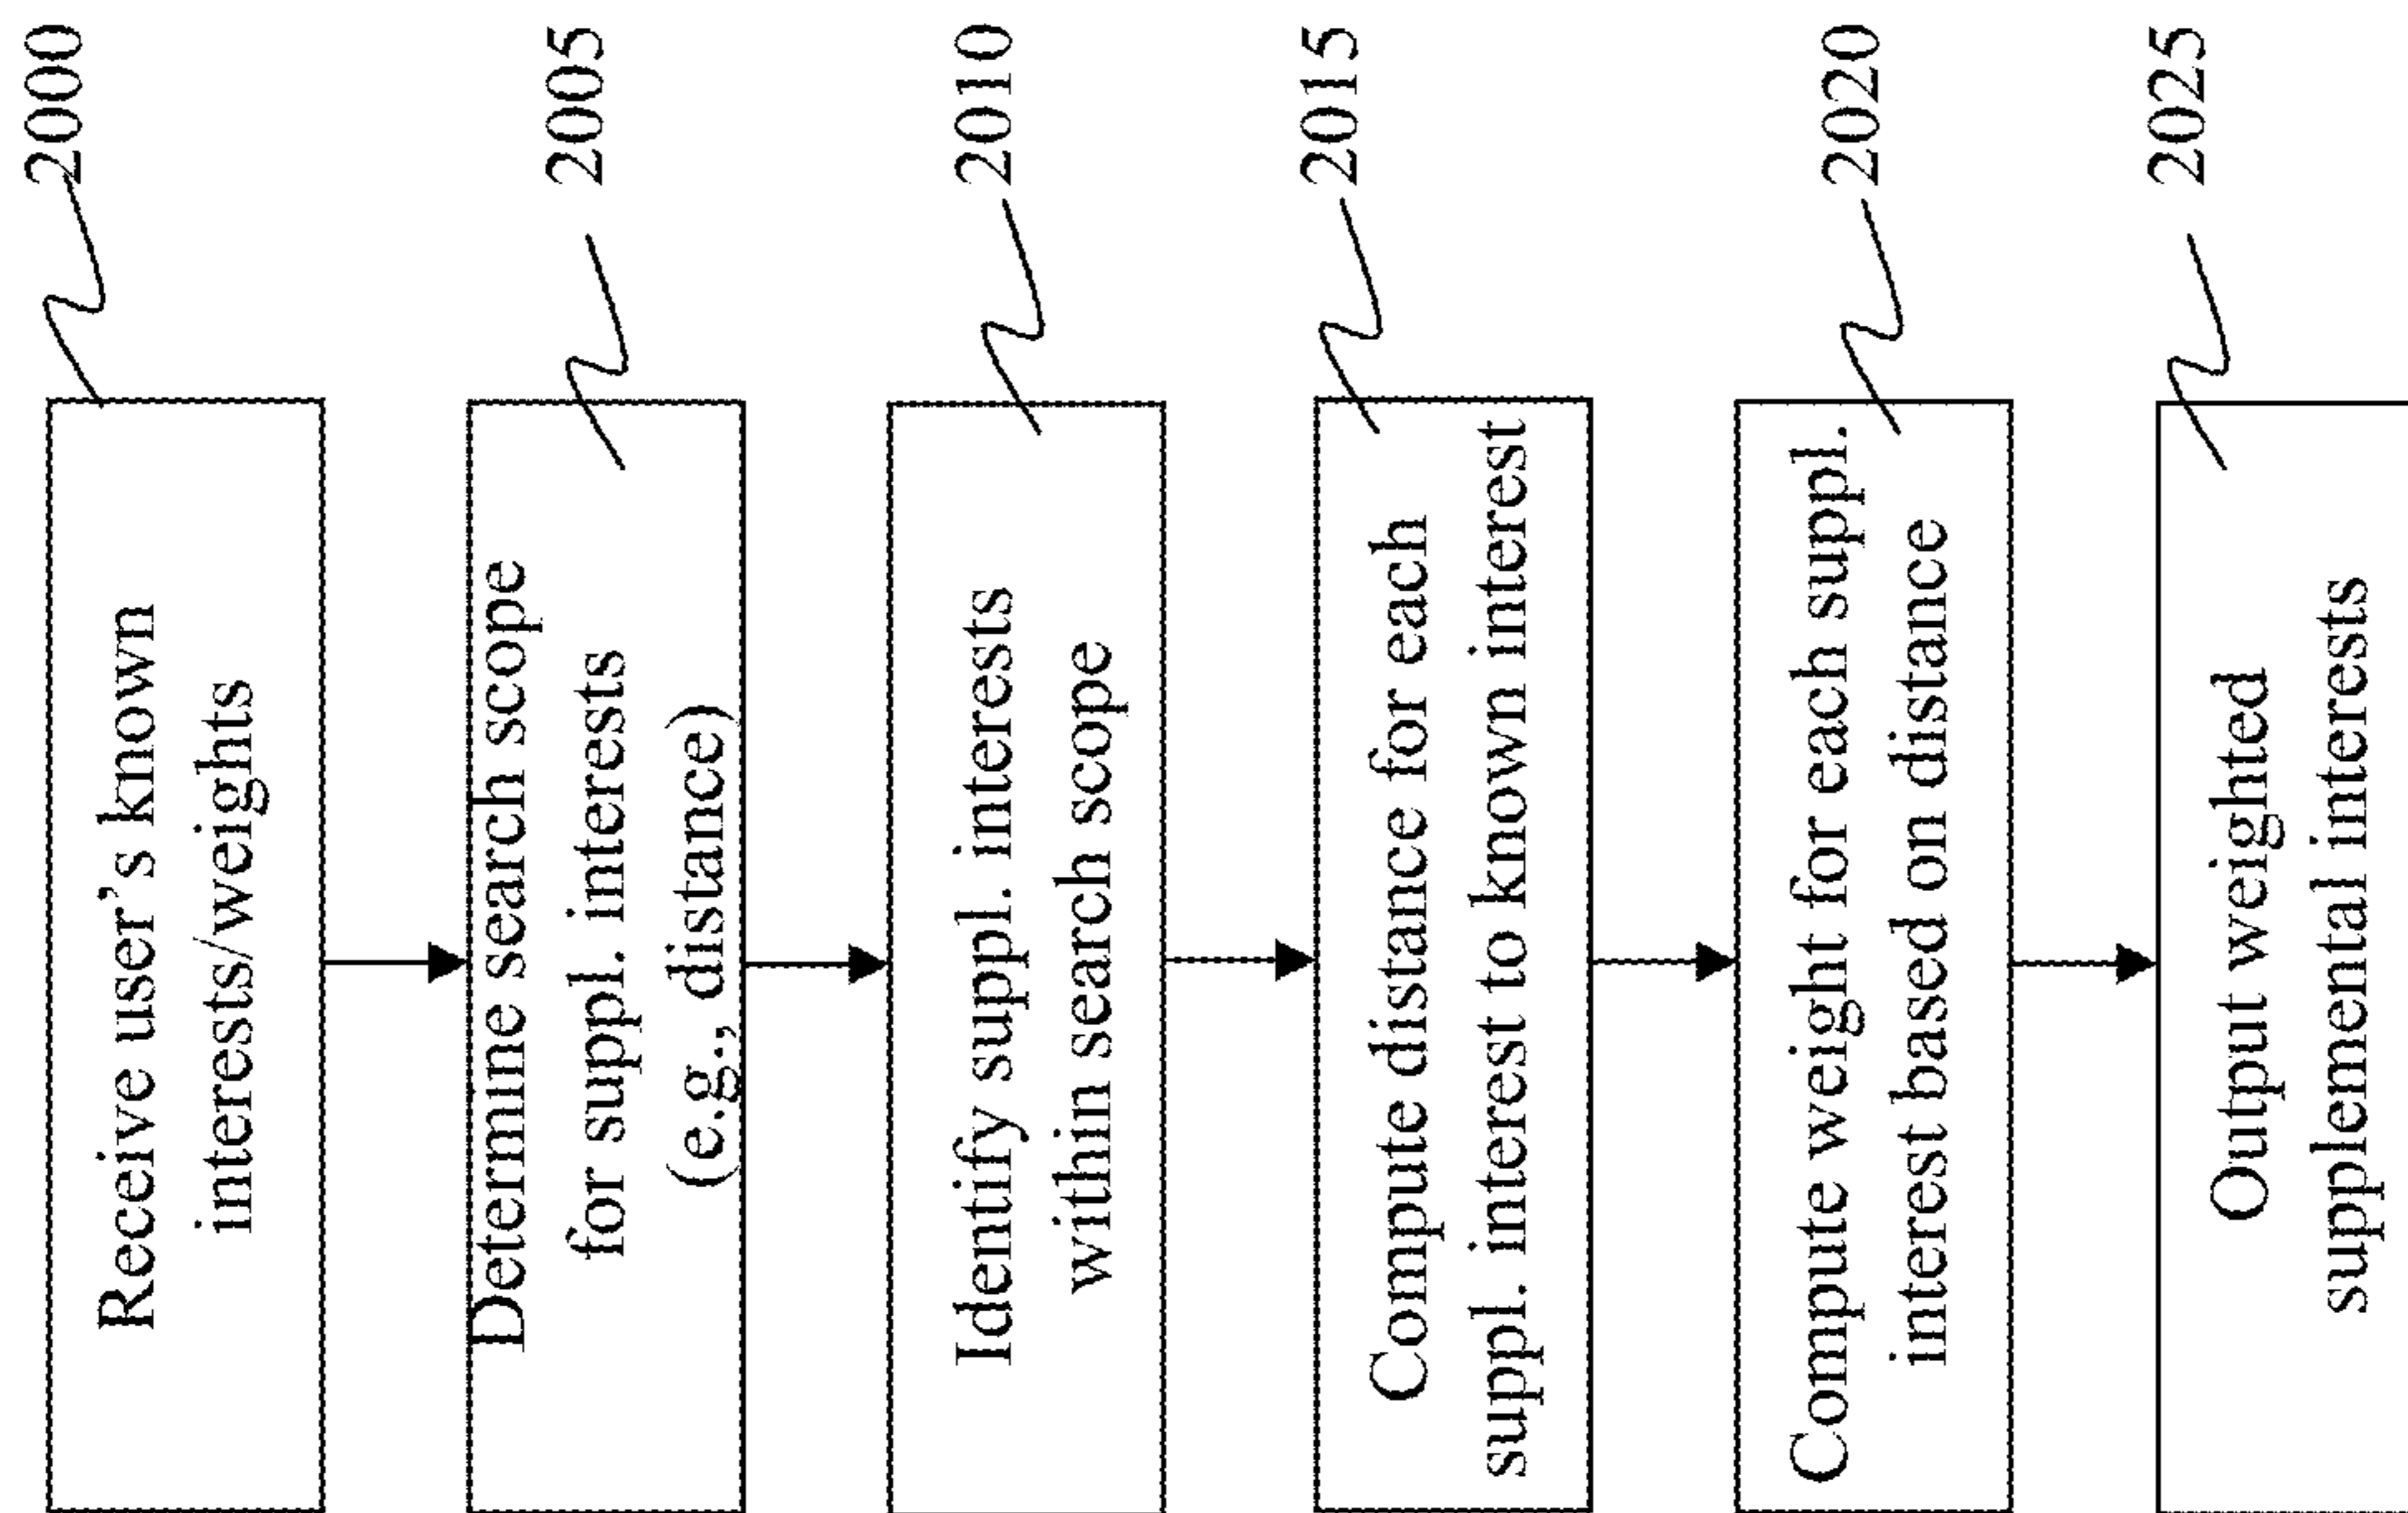 Receive user's known
interests/weights
2000
Determine search scope
for suppl. interests
(e.g., distance)
2005
Identify suppl. interests
within search scope
2010
Compute distance for each
suppl. interest to known interest
2015
Compute weight for each suppl.
interest based on distance
2020
Output weighted
supplemental interests
2025